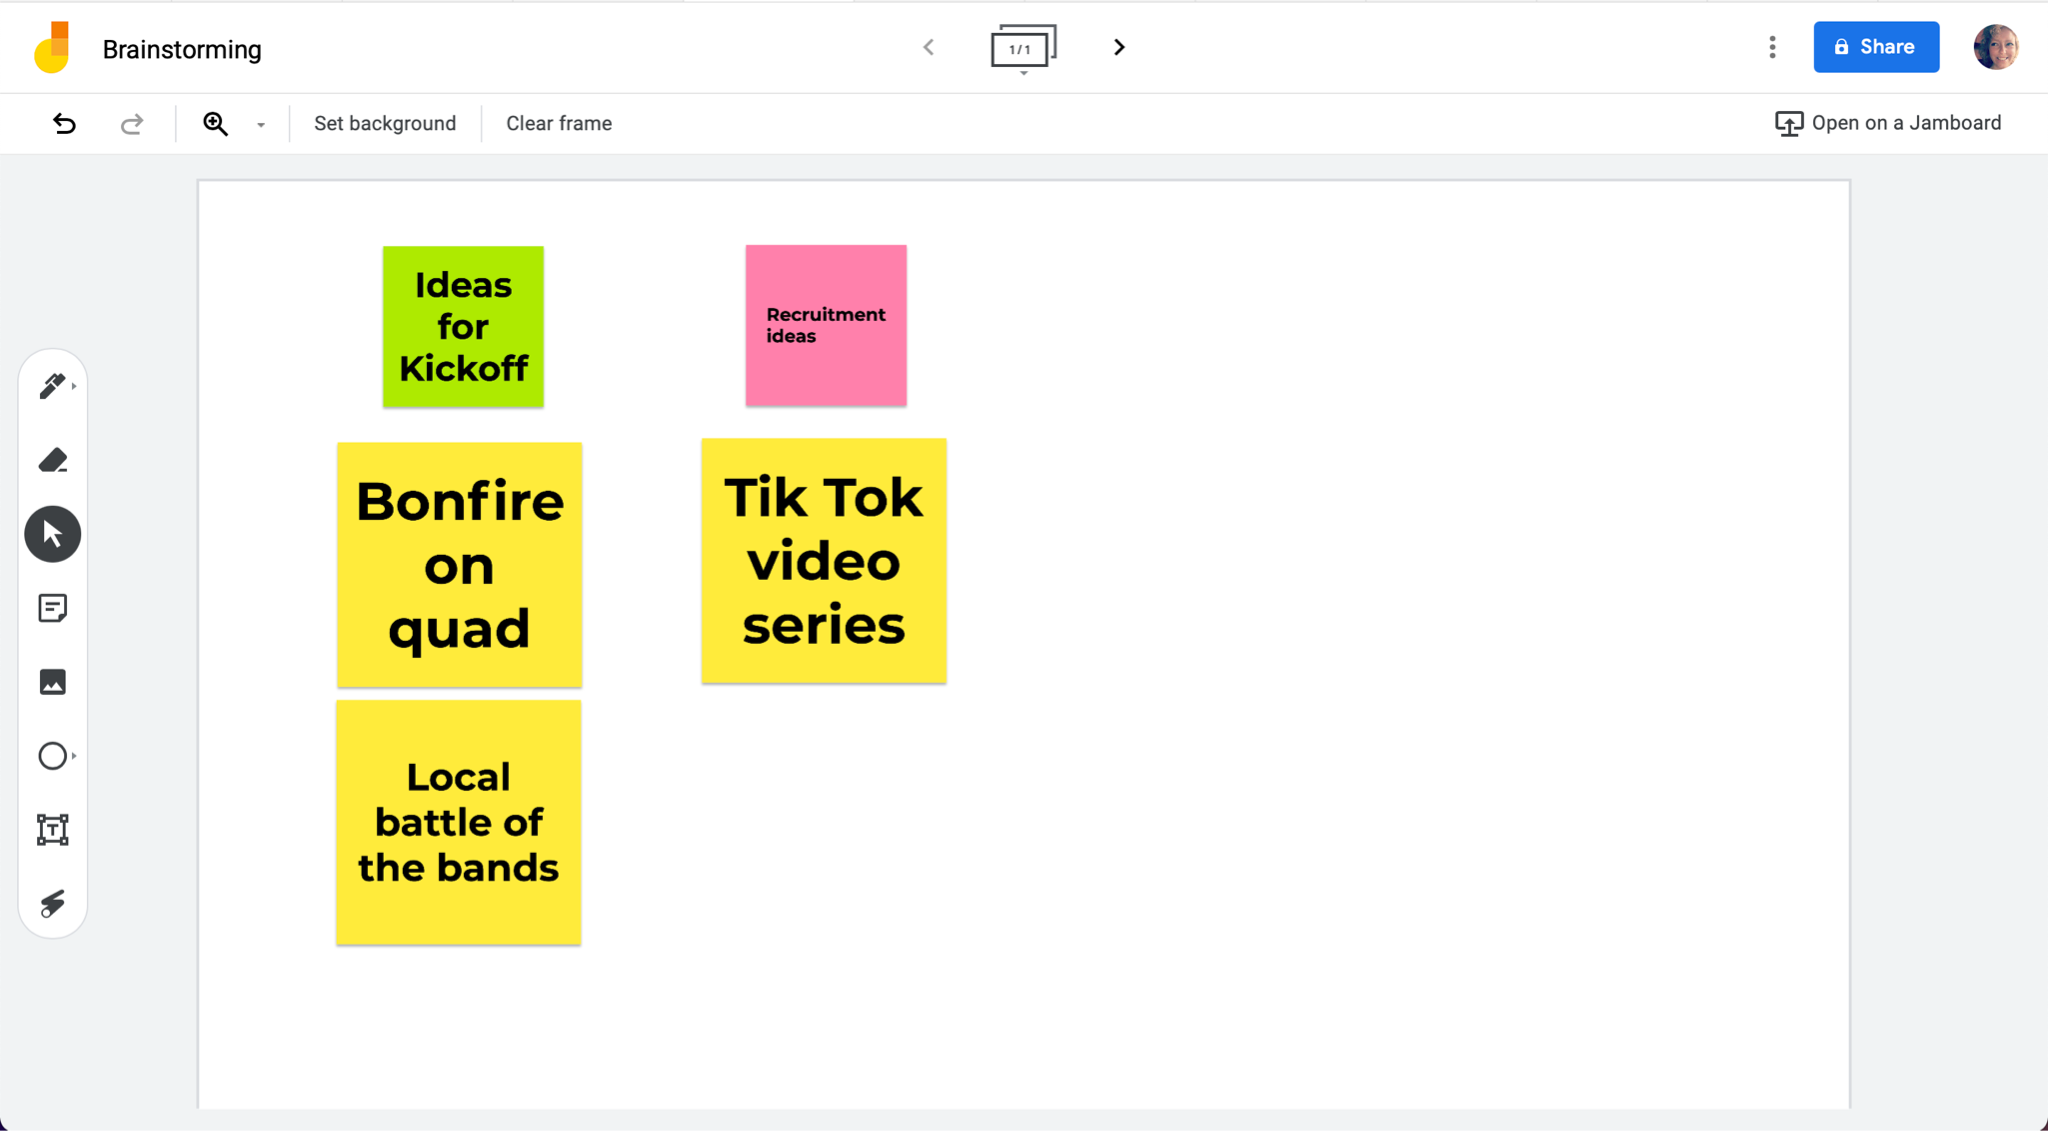 Brainstorming
1/1
Share
Set background
Clear frame
Open on a Jamboard
Ideas
for
Kickoff
Recruitment
ideas
Bonfire
on
quad
Tik Tok
video
series
Local
battle of
the bands
T